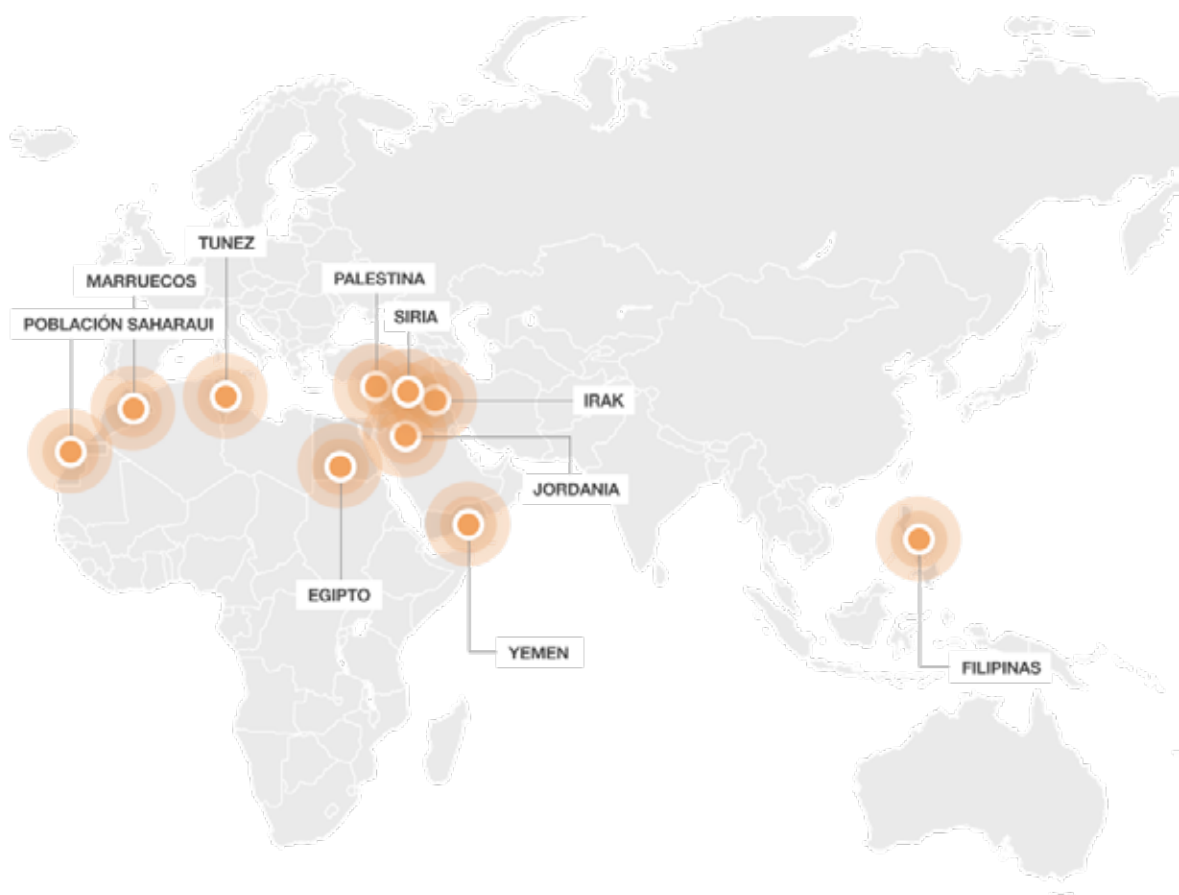 TUNEZ
MARRUECOS
PALESTINA
POBLACIÓN SAHARAUI
SIRIA
IRAK
JORDANIA
EGIPTO
YEMEN
FILIPINAS